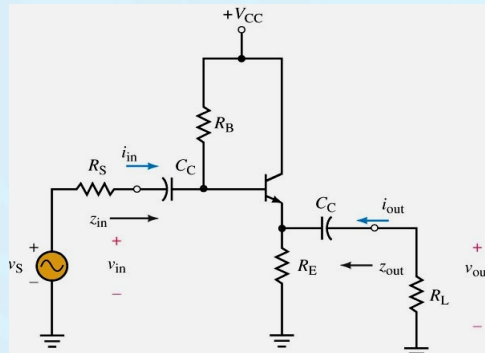 +VCC
RB
iin
RS
CC
zin
+
vin
−
+
vS
−
CC
iout
RE
zout
RL
+
vou
−